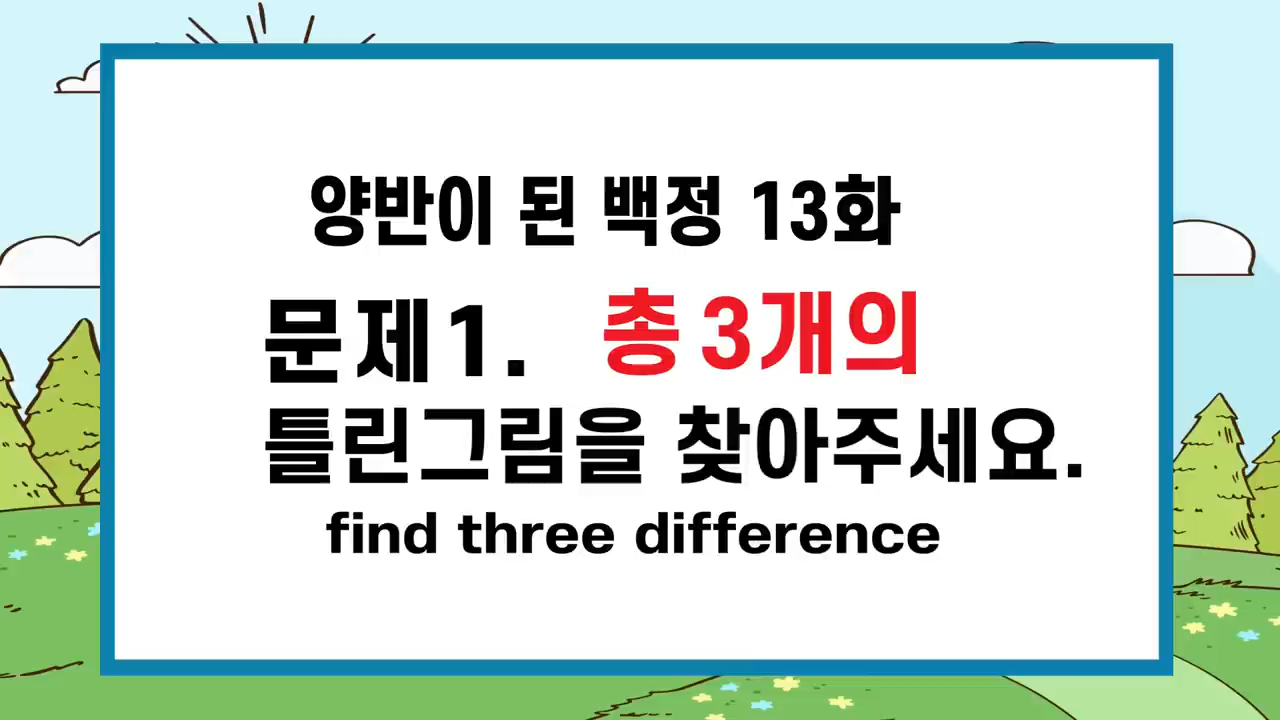 양반이 된 백정 13화
문제1. 총 3개의
틀린그림을 찾아주세요.
find three difference